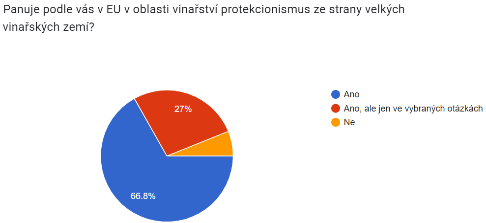 Panuje podle vás v EU v oblasti vinařství protekcionismus ze strany velkých
vinařských zemí?
27%
66.8%
Ano
Ano, ale jen ve vybraných otázkách
Ne